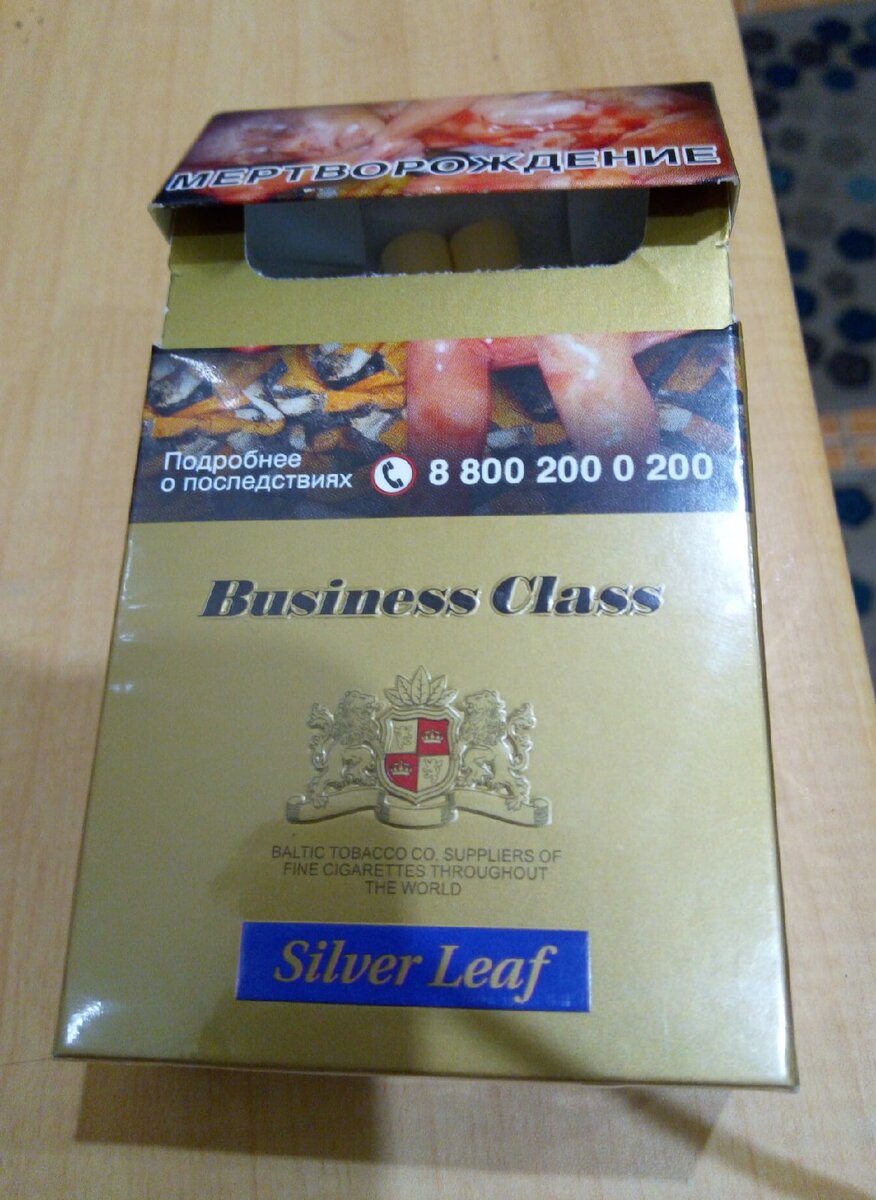 МЕРТВОРОЖДЕНИЕ
Подробнее
о последствиях
8 800 200 0 200
Business Class
BALTIC TOBACCO CO. SUPPLIERS OF
FINE CIGARETTES THROUGHOUT
THE WORLD
Silver Leaf